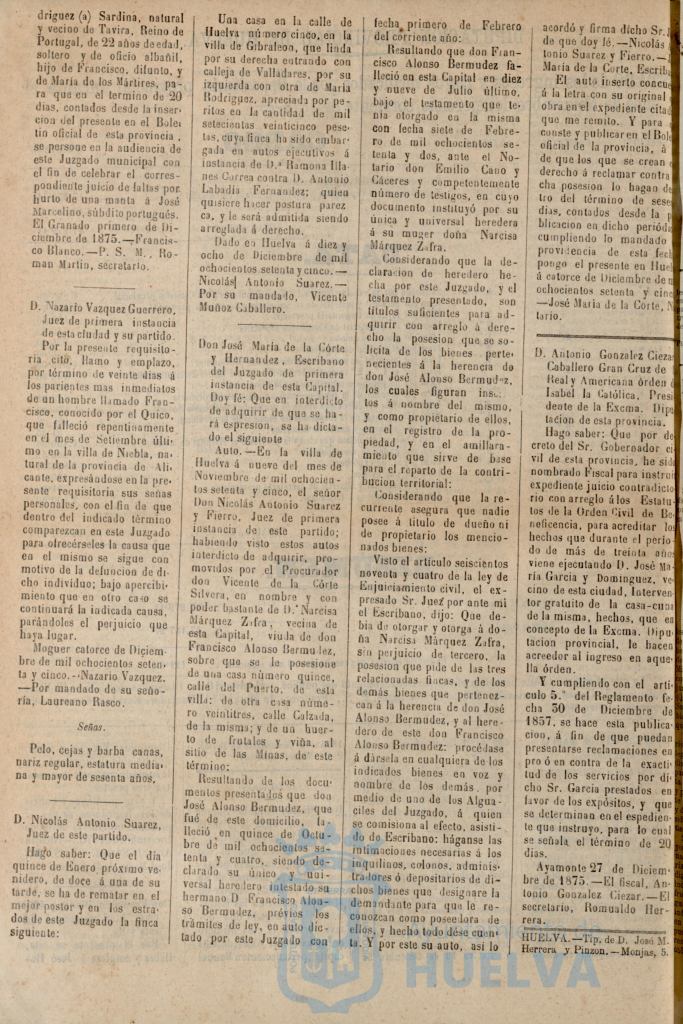 driguez (a) Sardina, natural
y vecino de Tavira, Reino de
Portugal, de 22 años de edad,
soltero y de oficio albañil,
hijo de Francisco, difunto, y
de María de los Mártires, pa-
ra que en el termino de 20
dias, contados desde la inser-
cion del presente en el Bole-
tin oficial de esta provincia,
se persone en la audiencia de
este Juzgado municipal con
el fin de celebrar el corres-
pondiente juicio de faltas por
hurto de una manta á José
Marcelino, súbdito portugués.
El Granado primero de Di-
ciembre de 1875.—Francis-
co Blanco.—P. S. M., Ro-
man Martin, secretario.
D. Nazario Vazquez Guerrero,
Juez de primera instancia
de esta ciudad y su partido.
Por la presente requisito-
ria cito, llamo y emplazo,
por término de veinte dias á
los parientes mas inmediatos
de un hombre llamado Fran-
cisco, conocido por el Quico,
que falleció repentinamente
en el mes de Setiembre últi-
mo en la villa de Niebla, na-
tural de la provincia de Ali-
cante, expresándose en la pre-
sente requisitoria sus señas
personales, con el fin de que
dentro del indicado término
comparezcan en este Juzgado
para ofrecérseles la causa que
en el mismo se sigue con
motivo de la defuncion de di-
cho individuo; bajo apercibi-
miento que en otro caso se
continuará la indicada causa,
parándoles el perjuicio que
haya lugar.
Moguer catorce de Diciem-
bre de mil ochocientos seten-
ta y cinco.—Nazario Vazquez.
—Por mandado de su seño-
ría, Laureano Rasco.
Señas.
Pelo, cejas y barba canas,
nariz regular, estatura media-
na y mayor de sesenta años.
D. Nicolás Antonio Suarez,
Juez de este partido.
Hago saber: Que el dia
quince de Enero próximo ve-
nidero, de doce á una de su
tarde, se ha de rematar en el
mejor postor y en los estra-
dos de este Juzgado la finca
siguiente:
Una casa en la calle de
Huelva número cinco, en la
villa de Gibraleon, que linda
por su derecha entrando con
calleja de Valladares, por su
izquierda con otra de Maria
Rodriguez, apreciada por pe-
ritos en la cantidad de mil
setecientas veinticinco pese-
tas, cuya finca ha sido embar-
gada en autos ejecutivos á
instancia de D.ª Ramona Illa-
nes Correa contra D. Antonio
Labadia Fernandez; quien
quisiere hacer postura parez
ca, y le será admitida siendo
arreglada á derecho.
Dado en Huelva á diez y
ocho de Diciembre de mil
ochocientos setenta y cinco.—
Nicolás Antonio Suarez.—
Por su mandado, Vicente
Muñoz Caballero.
Don José María de la Córte
y Hernandez, Escribano
del Juzgado de primera
instancia de esta Capital.
Doy fé: Que en interdicto
de adquirir de que se ha-
rá espresion, se ha dicta-
do el siguiente
Auto.—En la villa de
Huelva á nueve del mes de
Noviembre de mil ochocien-
tos setenta y cinco, el señor
Don Nicolás Antonio Suarez
y Fierro, Juez de primera
instancia de este partido;
habiendo visto estos autos
interdicto de adquirir, pro-
movidos por el Procurador
don Vicente de la Córte
Silvera, en nombre y con
poder bastante de D.ª Narcisa
Márquez Zafra, vecina de
esta Capital, viuda de don
Francisco Alonso Bermudez,
sobre que se le posesione
de una casa número quince,
calle del Puerto, de esta
villa; de otra casa núme-
ro veintitres, calle Calzada,
de la misma; y de un huer-
to de frutales y viña, al
sitio de las Minas, de este
término;
Resultando de los docu-
mentos presentados que don
José Alonso Bermudez, que
fué de este domicilio, fa-
lleció en quince de Octu-
bre de mil ochocientos se-
tenta y cuatro, siendo de-
clarado su único y uni-
versal heredero intestado su
hermano D Francisco Alon-
so Bermudez, prévios los
trámites de ley, en auto dic-
tado por este Juzgado con
fecha primero de Febrero
del corriente año:
Resultando que don Fran-
cisco Alonso Bermudez fa-
lleció en esta Capital en diez
y nueve de Julio último,
bajo el testamento que te-
nia otorgado en la misma
con fecha siete de Febre-
ro de mil ochocientos se-
tenta y dos, ante el No-
tario don Emilio Cano y
Cáceres y competentemente
número de testigos, en cuyo
documento instituyó por su
única y universal heredera
á su muger doña Narcisa
Márquez Zafra.
Considerando que la de-
claracion de heredero he-
cha por este Juzgado, y el
testamento presentado, son
titulos suficientes para ad-
quirir con arreglo á dere-
cho la posesion que se so-
licita de los bienes perte-
necientes á la herencia do
don José Alonso Bermudez,
los cuales figuran inscri-
tos á nombre del mismo,
y como propietario de ellos,
en el registro de la pro-
piedad, y en el amillara-
miento que sirve de base
para el reparto de la contri-
bucion territorial:
Considerando que la re-
currente asegura que nadie
posee á titulo de dueño ni
de propietario los mencio-
nados bienes:
Visto el artículo seiscientos
noventa y cuatro de la ley de
Enjuiciamiento civil, el ex-
presado Sr. Juez por ante mi
el Escribano, dijo: Que de-
bia de otorgar y otorga á do-
ña Narcisa Márquez Zafra,
sin perjuicio de tercero, la
posesion que pide de las tres
relacionadas fincas, y de los
demás bienes que pertenez-
can á la herencia de don José
Alonso Bermudez, y al here-
dero de este don Francisco
Alonso Bermudez: procédase
á dársela en cualquiera de los
indicados bienes en voz y
nombre de los demás, por
medio de uno de los Algua-
ciles del Juzgado, á quien
se comisiona al efecto, asisti-
do de Escribano: háganse las
intimaciones necesarias á los
inquilinos, colonos, adminis-
tradores ó depositarios de di-
chos bienes que designare la
demandante para que le re-
conozcan como poseedora de
ellos, y hecho todo dése cuen-
ta. Y por este su auto, asi lo
acordó y firma dicho Sr.
de que doy fé.—Nicolás
tonio Suarez y Fierro.—
Maria de la Corte, Escriba
El auto inserto concue
á la letra con su original
obra en el expediente citad
que me remito. Y para
conste y publicar en el Bole
oficial de la provincia, á
de que los que se crean
derecho á reclamar contra
cha posesion lo hagan de
tro del término de sese
dias, contados desde la p
blicacion en dicho periódi
cumpliendo lo mandado
providencia de esta fech
pongo el presente en Huel
á catorce de Diciembre de
ochocientos setenta y cinc
—José Maria de la Corte, N
tario.
D. Antonio Gonzalez Ciezar
Caballero Gran Cruz de
Real y Americana órden d
Isabel la Católica, Presi
dente de la Excma. Dipu
tacion de esta provincia.
Hago saber: Que por de
creto del Sr. Gobernador ci
vil de esta provincia, he sid
nombrado Fiscal para instruir
expediente juicio contradicto
rio con arreglo álos Estatu
tos de la Orden Civil de Be
neficencia, para acreditar los
hechos que durante el perío
do de más de treinta años
viene ejecutando D. José Ma
ría Garcia y Dominguez, ve
cino de esta ciudad, Interven
tor gratuito de la casa-cuna
de la misma, hechos, que en
concepto de la Excma. Dipu
tacion provincial, le hacen
acreedor al ingreso en aque
lla órden.
Y cumpliendo con el artí-
culo 5.º del Reglamento fe-
cha 30 de Diciembre de
1857, se hace esta publica-
cion, á fin de que puedan
presentarse reclamaciones en
pro ó en contra de la exacti-
tud de los servicios por di-
cho Sr. Garcia prestados en
favor de los expósitos, y que
se determinan en el expedien-
te que instruyo, para lo cual
se señala el término de 20
dias.
Ayamonte 27 de Diciem-
bre de 1875.—El fiscal, An-
tonio Gonzalez Ciezar.—El
secretario, Romualdo Her-
rera.
HUELVA.—Tip. de D. José M.
Herrera y Pinzon.—Monjas, 5.
HUELVA